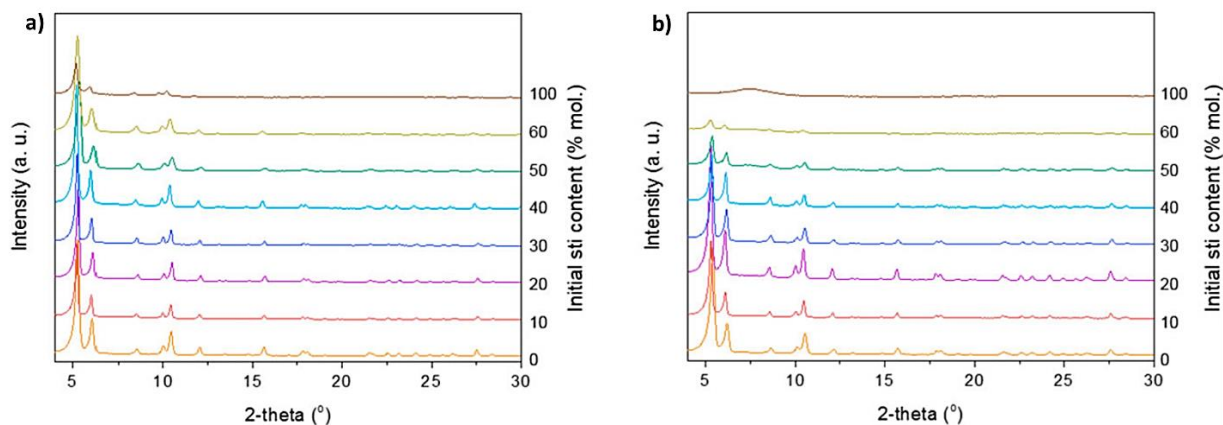 a)
Intensity (a. u.)
100
60
50
40
30
20
10
0
Initial sti content (% mol.)
5 10 15 20 25 30
2-theta (⁰)
b)
Intensity (a. u.)
100
60
50
40
30
20
10
0
Initial sti content (% mol.)
5 10 15 20 25 30
2-theta (⁰)